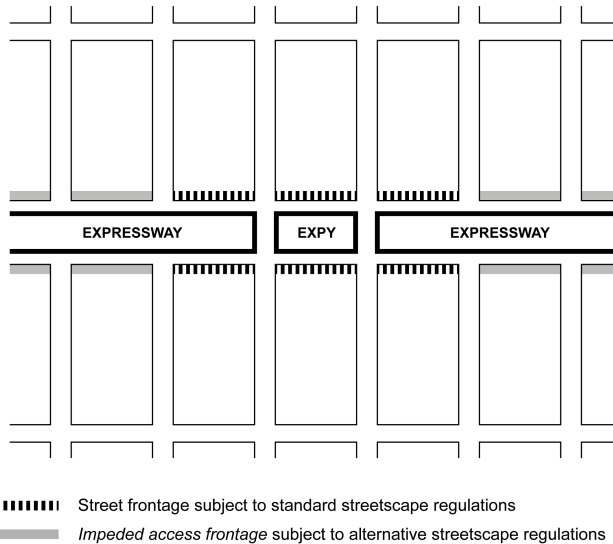 EXPRESSWAY EXPY EXPRESSWAY
Street frontage subject to standard streetscape regulations
Impeded access frontage subject to alternative streetscape regulations